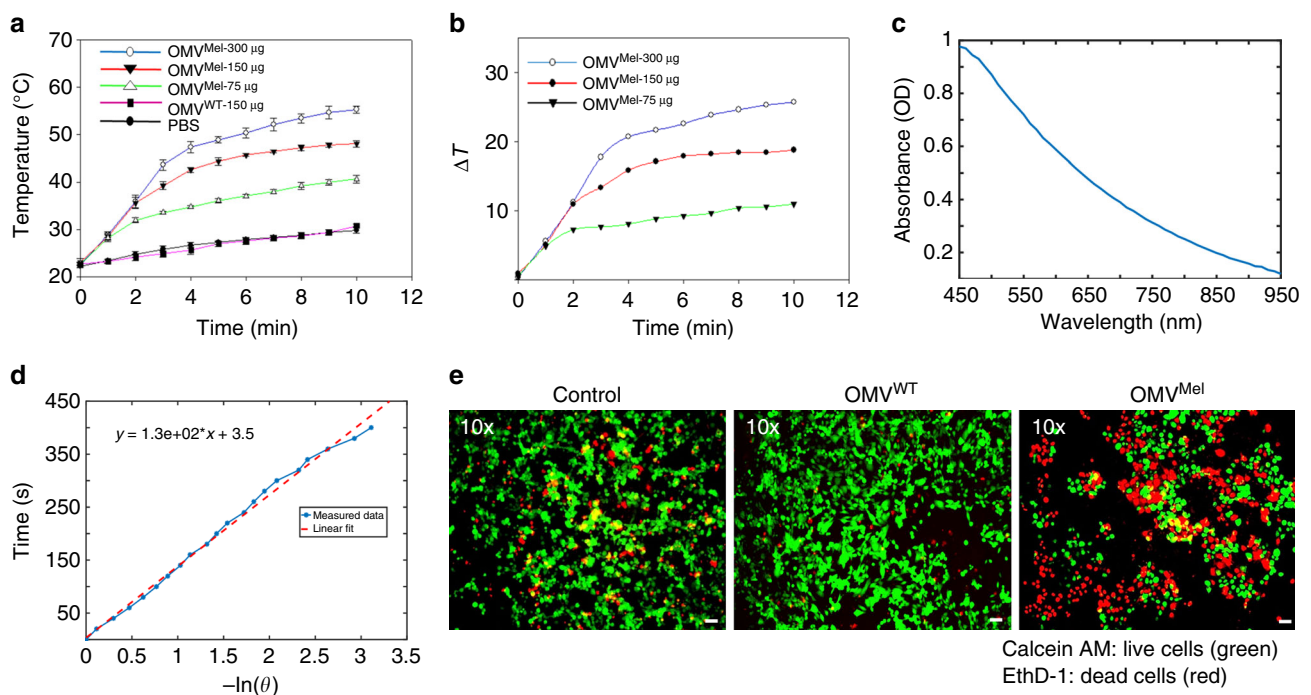 a
70
60
50
40
30
20
Temperature (°C)
OMV^Mel-300 µg
OMV^Mel-150 µg
OMV^Mel-75 µg
OMV^WT-150 µg
PBS
0 2 4 6 8 10 12
Time (min)
b
30
20
10
ΔT
OMV^Mel-300 µg
OMV^Mel-150 µg
OMV^Mel-75 µg
0 2 4 6 8 10 12
Time (min)
c
1
0.8
0.6
0.4
0.2
Absorbance (OD)
450 550 650 750 850 950
Wavelength (nm)
d
450
350
250
150
50
Time (s)
y = 1.3e+02*x + 3.5
Measured data
Linear fit
0 0.5 1 1.5 2 2.5 3 3.5
–ln(θ)
e
Control OMV^WT OMV^Mel
10x 10x 10x
Calcein AM: live cells (green)
EthD-1: dead cells (red)